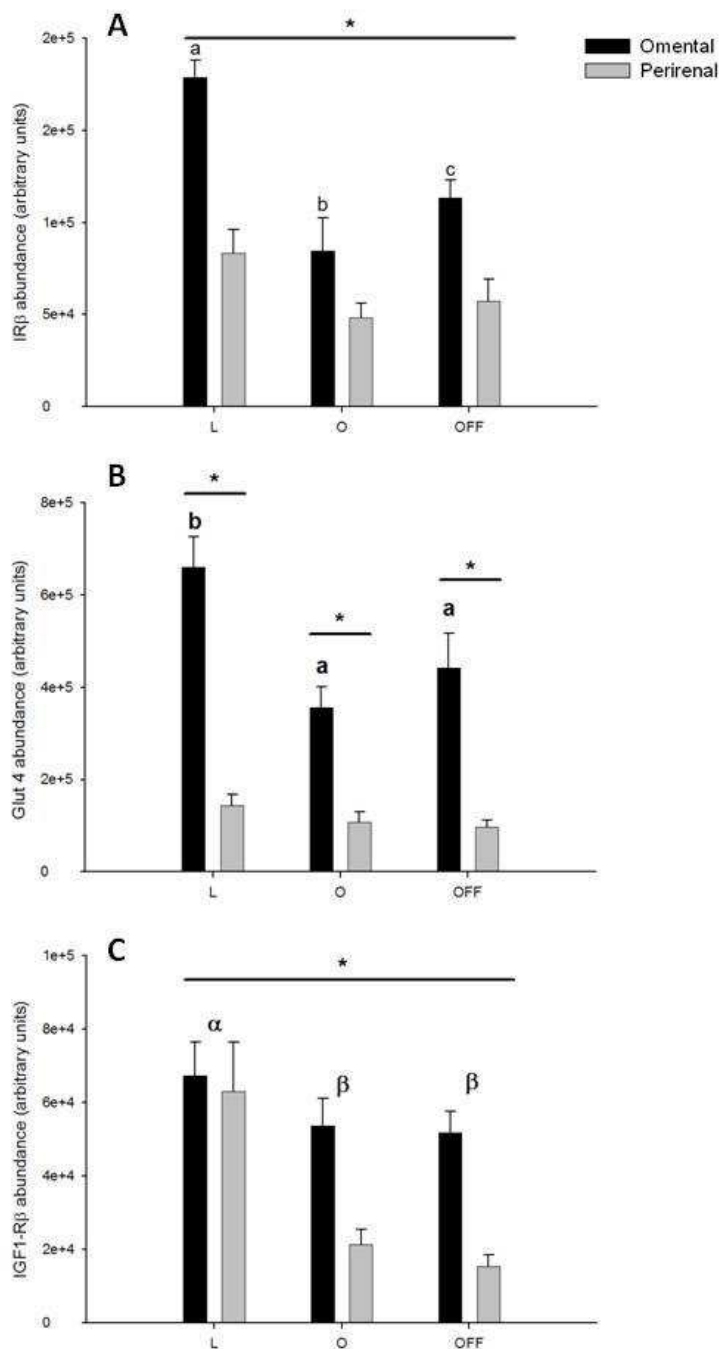 A
*
Omental
Perirenal
2e+5
a
2e+5
b
c
1e+5
5e+4
0
IRβ abundance (arbitrary units)
L O OFF
B
8e+5
*
b
*
a
*
a
6e+5
4e+5
2e+5
0
Glut 4 abundance (arbitrary units)
L O OFF
C
1e+5
*
α
β
β
8e+4
6e+4
4e+4
2e+4
0
IGF1-Rβ abundance (arbitrary units)
L O OFF